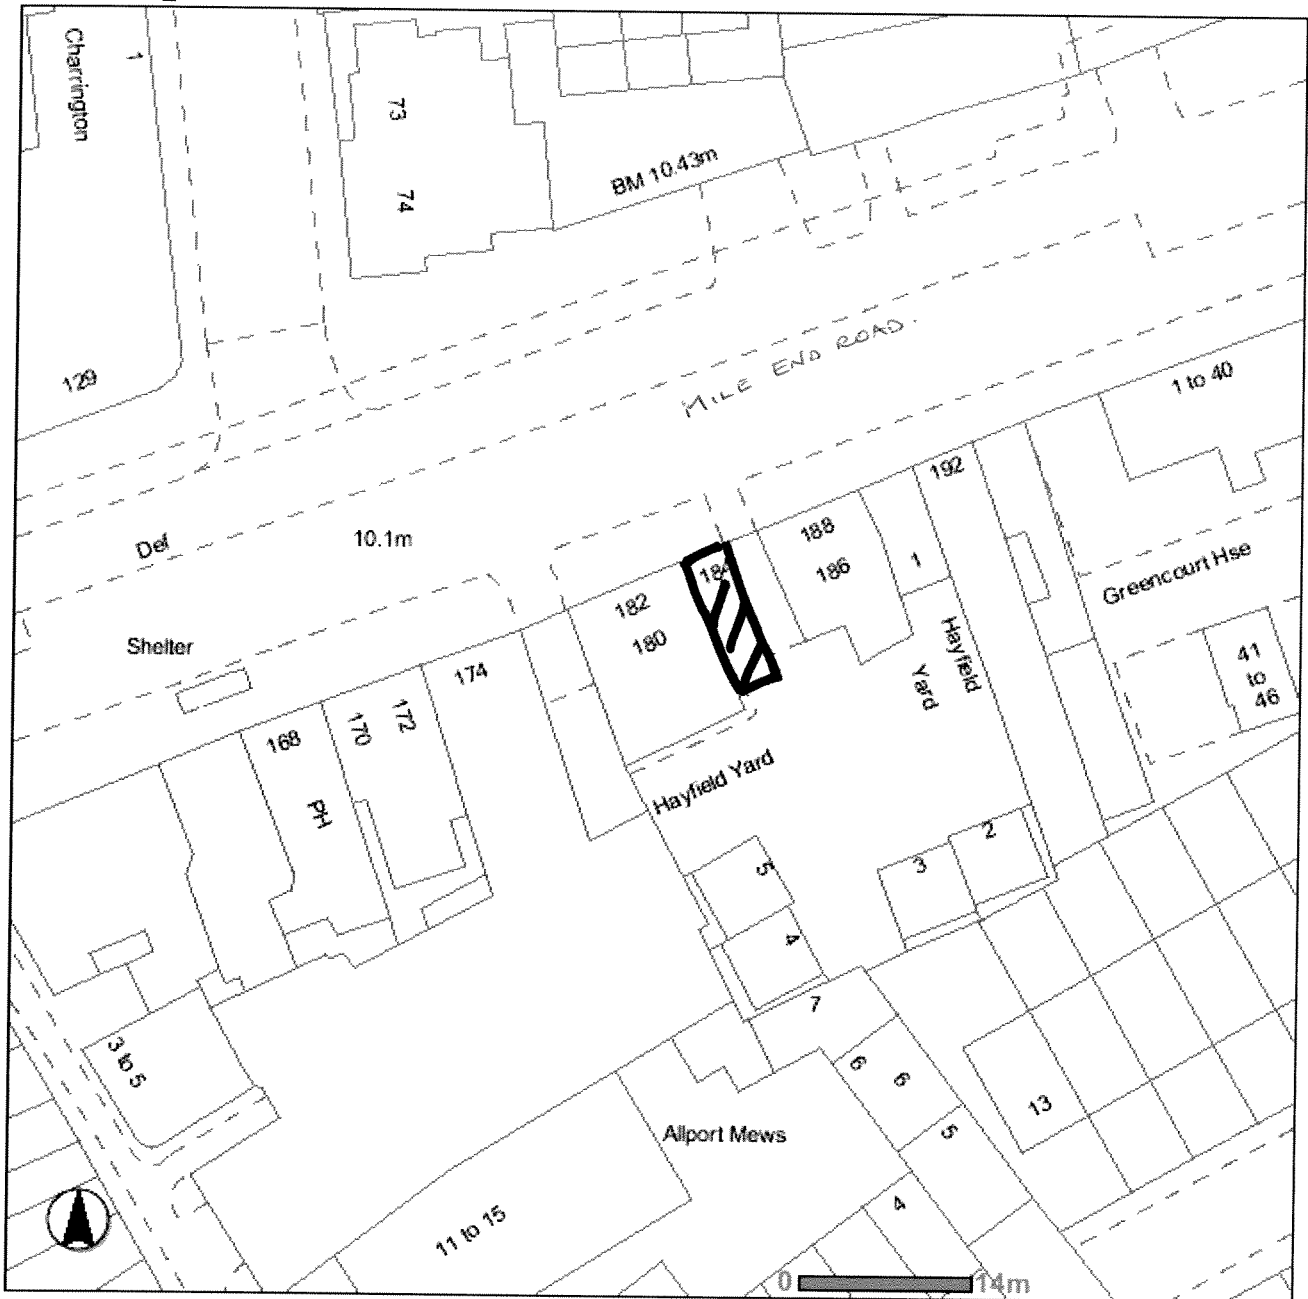 Charrington
1
73
74
BM 10.43m
129
MILE END ROAD.
1 to 40
192
Def
10.1m
188
186
1
184
182
180
Greencourt Hse
Shelter
174
Hayfield
Yard
41
to
46
172
170
168
PH
Hayfield Yard
2
3
5
4
7
3 to 5
6
6
13
5
Allport Mews
4
11 to 15
0
14m